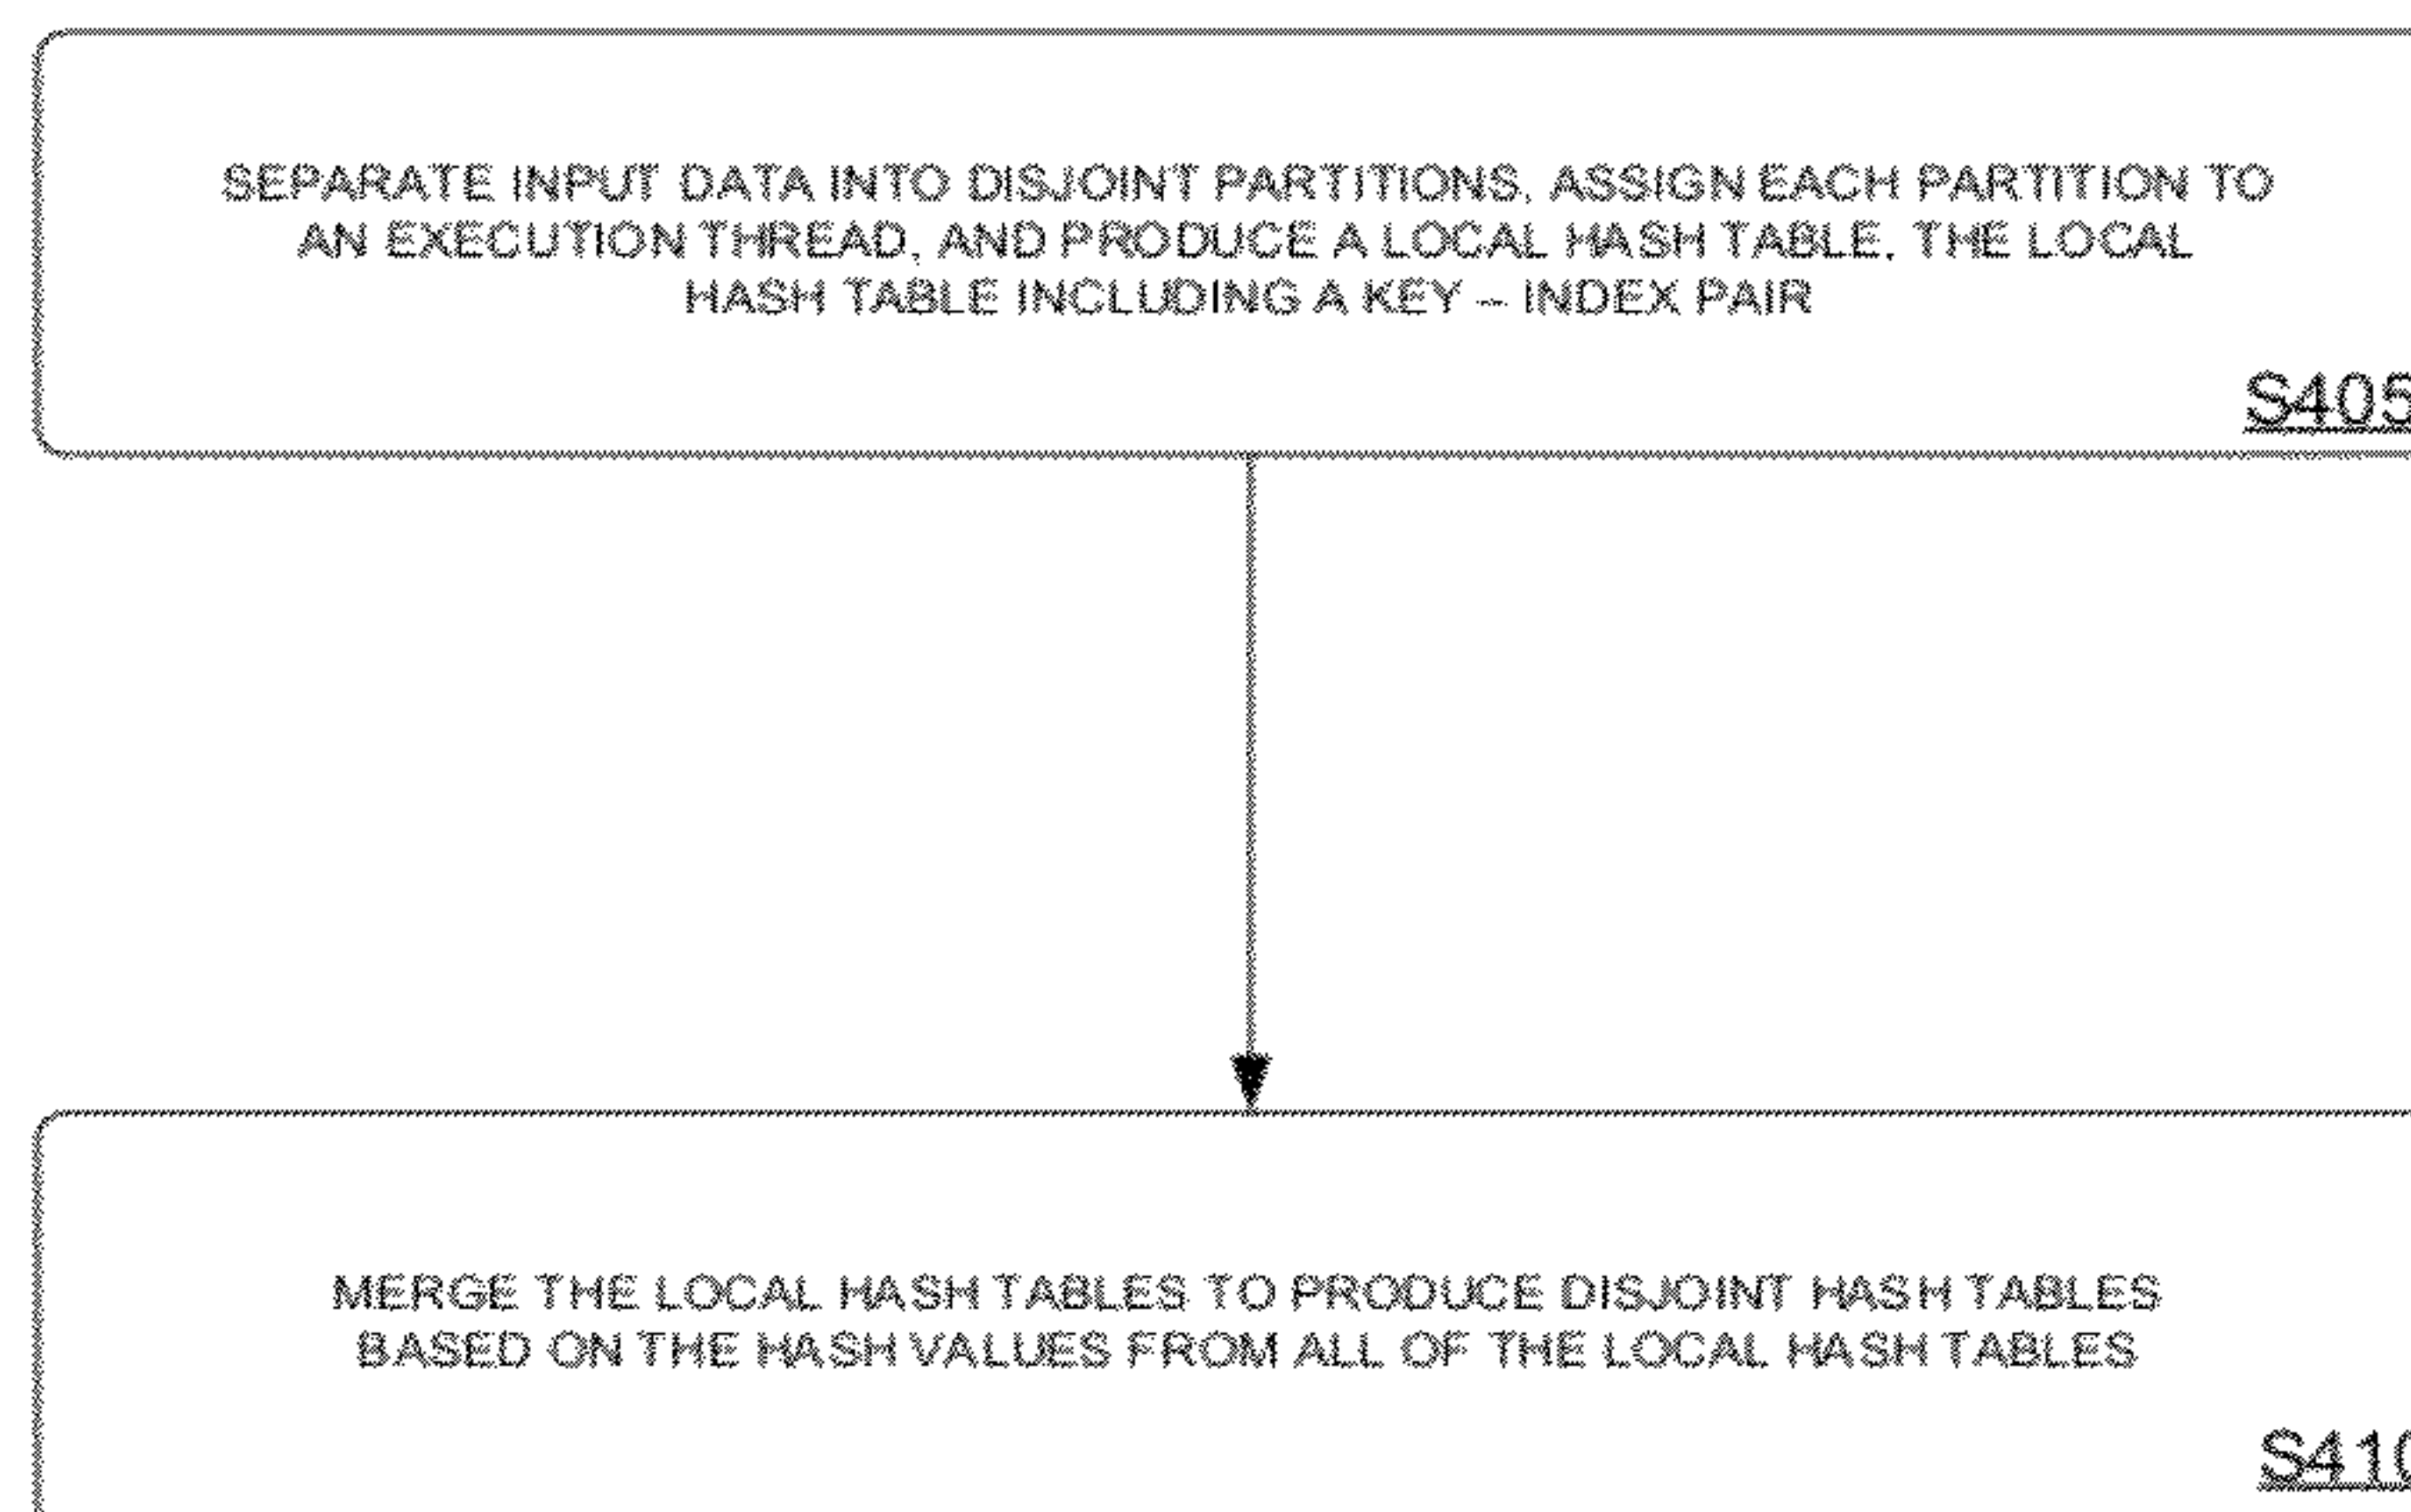 SEPARATE INPUT DATA INTO DISJOINT PARTITIONS, ASSIGN EACH PARTITION TO
AN EXECUTION THREAD, AND PRODUCE A LOCAL HASH TABLE, THE LOCAL
HASH TABLE INCLUDING A KEY – INDEX PAIR
S405
MERGE THE LOCAL HASH TABLES TO PRODUCE DISJOINT HASH TABLES
BASED ON THE HASH VALUES FROM ALL OF THE LOCAL HASH TABLES
S410